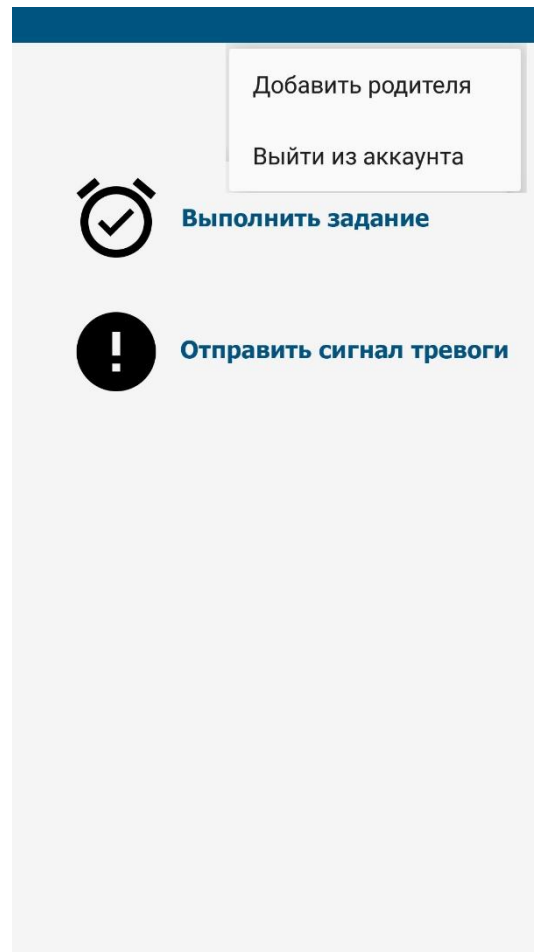 Добавить родителя
Выйти из аккаунта
Выполнить задание
Отправить сигнал тревоги